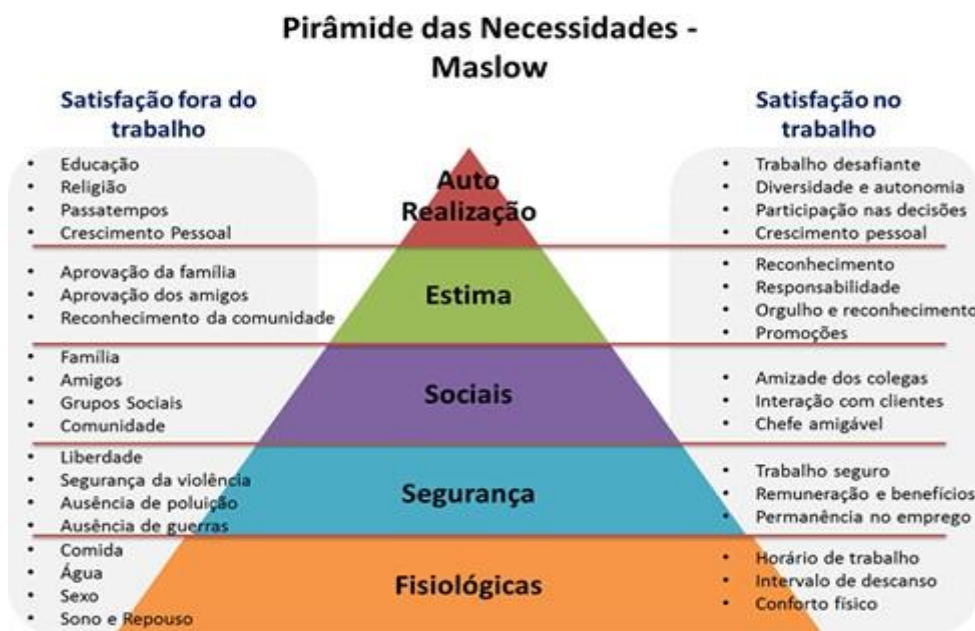 Pirâmide das Necessidades -
Maslow
Satisfação fora do
trabalho
• Educação
• Religião
• Passatempos
• Crescimento Pessoal
• Aprovação da família
• Aprovação dos amigos
• Reconhecimento da comunidade
• Família
• Amigos
• Grupos Sociais
• Comunidade
• Liberdade
• Segurança da violência
• Ausência de poluição
• Ausência de guerras
• Comida
• Água
• Sexo
• Sono e Repouso
Auto
Realização
Estima
Sociais
Segurança
Fisiológicas
Satisfação no
trabalho
• Trabalho desafiante
• Diversidade e autonomia
• Participação nas decisões
• Crescimento pessoal
• Reconhecimento
• Responsabilidade
• Orgulho e reconhecimento
• Promoções
• Amizade dos colegas
• Interação com clientes
• Chefe amigável
• Trabalho seguro
• Remuneração e benefícios
• Permanência no emprego
• Horário de trabalho
• Intervalo de descanso
• Conforto físico